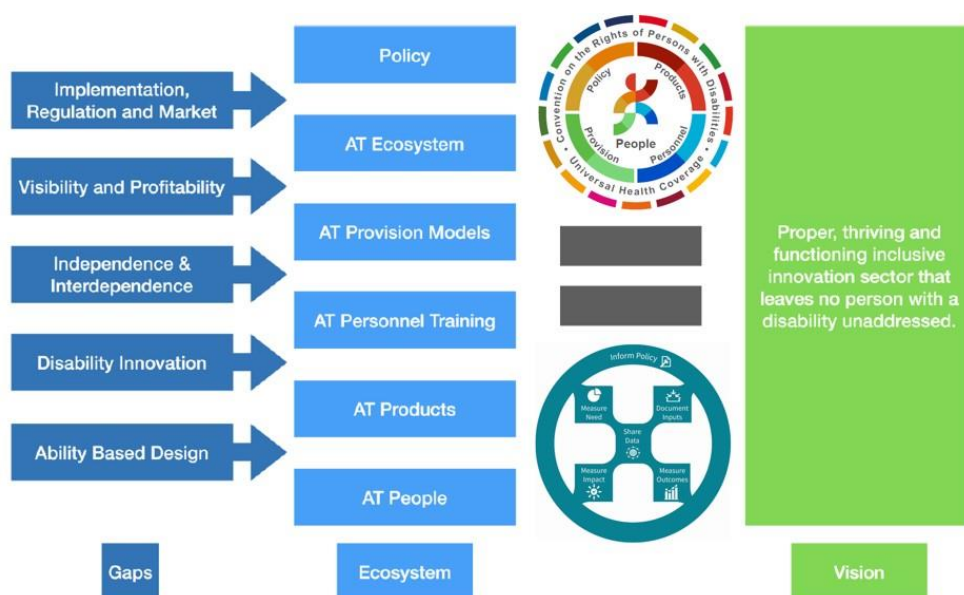 Implementation,
Regulation and Market
Visibility and Profitability
Independence &
Interdependence
Disability Innovation
Ability Based Design
Gaps
Policy
AT Ecosystem
AT Provision Models
AT Personnel Training
AT Products
AT People
Ecosystem
Convention on the Rights of Persons with Disabilities •
Universal Health Coverage •
Policy
Products
People
Provision
Personnel
Inform Policy
Measure
Need
Document
Inputs
Share
Data
Measure
Impact
Measure
Outcomes
Proper, thriving and
functioning inclusive
innovation sector that
leaves no person with a
disability unaddressed.
Vision